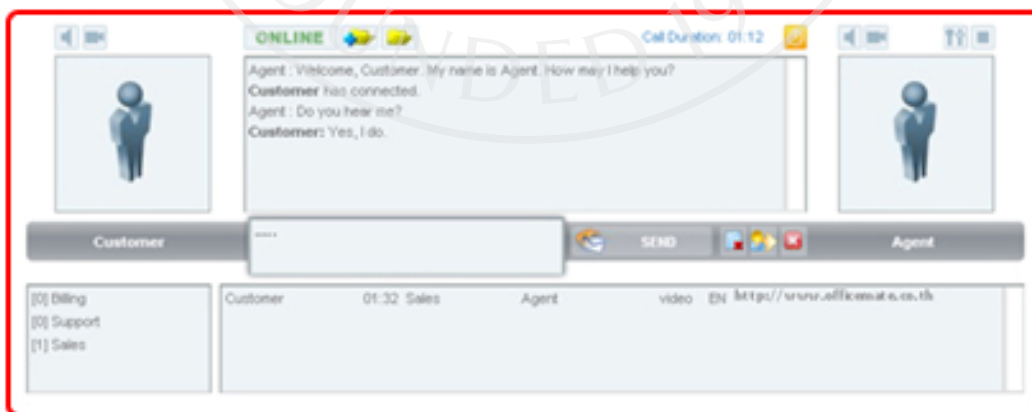 ONLINE
Call Duration: 01:12
Agent : Welcome, Customer. My name is Agent. How may I help you?
Customer has connected.
Agent : Do you hear me?
Customer: Yes, I do.
Customer
.....
SEND
Agent
[0] Billing
[0] Support
[1] Sales
Customer 01:32 Sales Agent video EN http://www.officemate.co.th